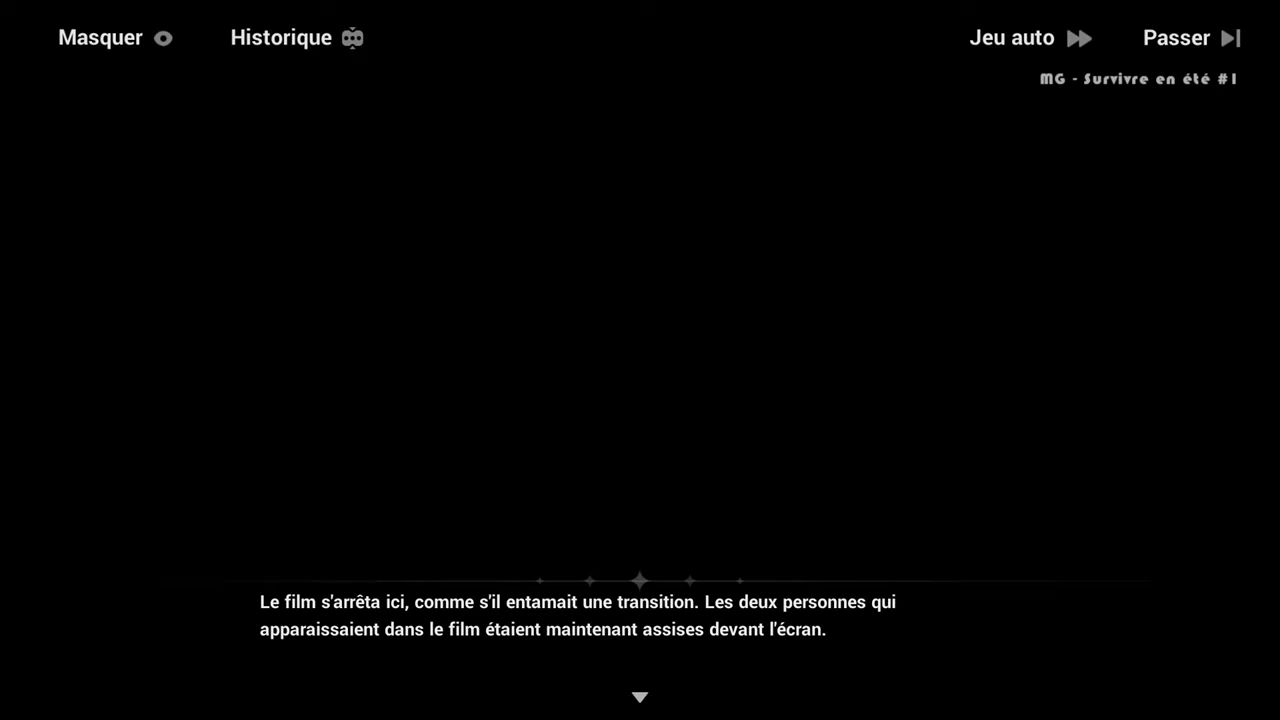 Masquer
Historique
Jeu auto
Passer
MG - Survivre en été #1
Le film s'arrêta ici, comme s'il entamait une transition. Les deux personnes qui
apparaissaient dans le film étaient maintenant assises devant l'écran.